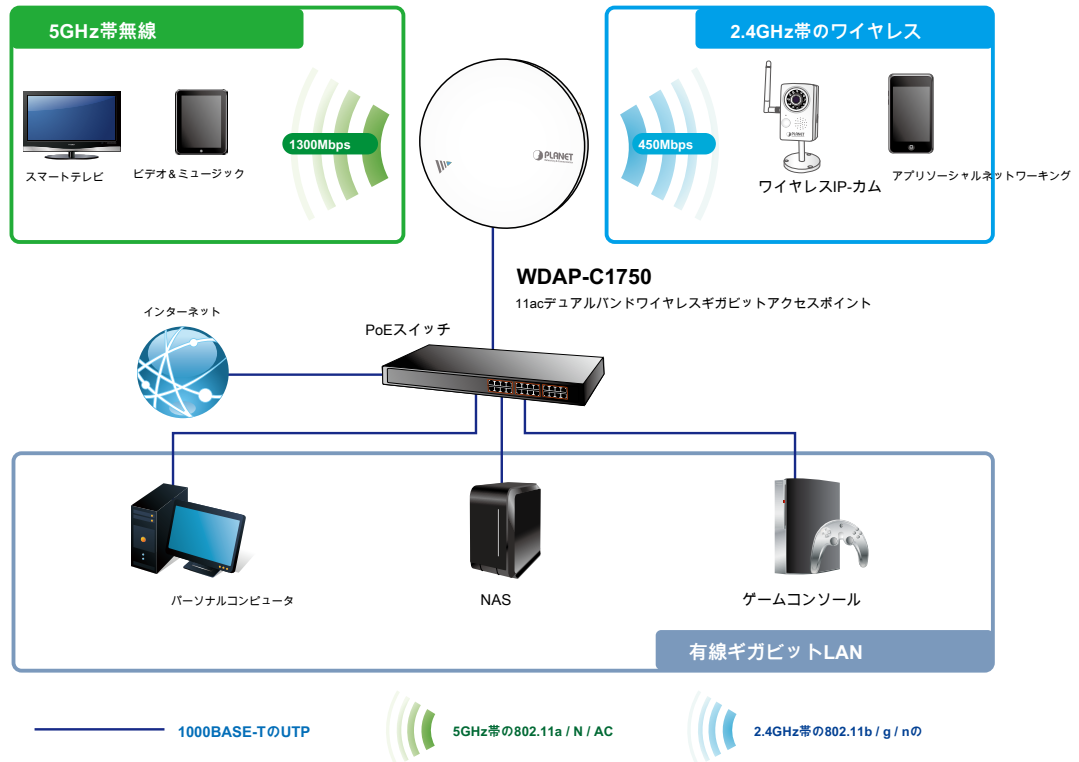 5GHz帯無線
2.4GHz帯のワイヤレス
1300Mbps
450Mbps
PLANET
PLANET
スマートテレビ
ビデオ＆ミュージック
ワイヤレスIP-カム
アプリソーシャルネットワーキング
WDAP-C1750
11acデュアルバンドワイヤレスギガビットアクセスポイント
インターネット
PoEスイッチ
パーソナルコンピュータ
NAS
ゲームコンソール
有線ギガビットLAN
1000BASE-TのUTP
5GHz帯の802.11a / N / AC
2.4GHz帯の802.11b / g / nの